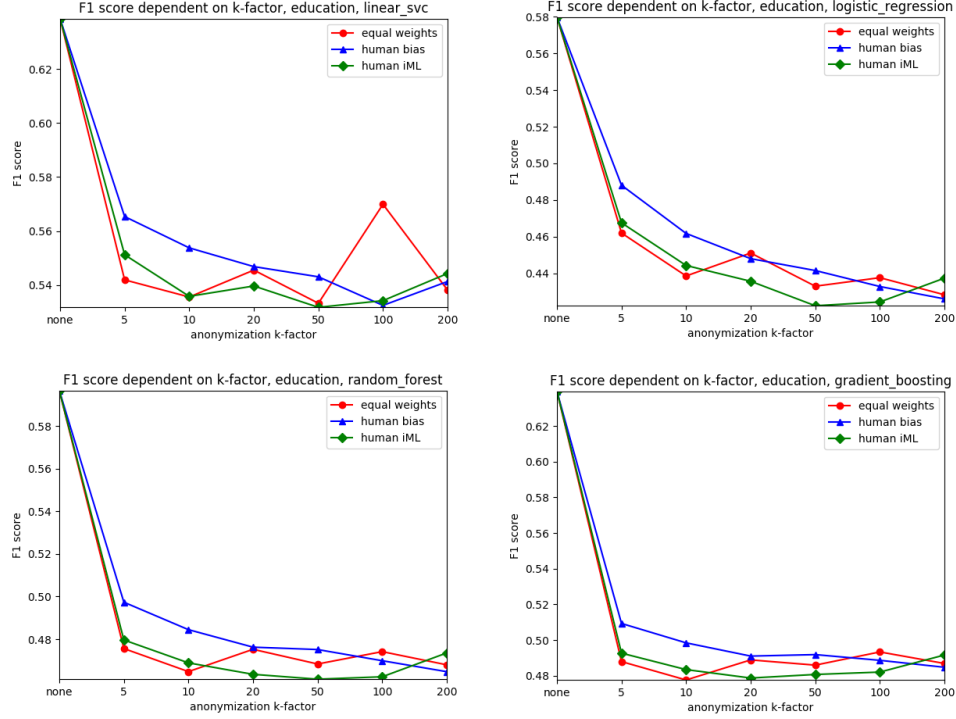 F1 score dependent on k-factor, education, linear_svc
equal weights
human bias
human iML
0.62
0.60
0.58
0.56
0.54
F1 score
none 5 10 20 50 100 200
anonymization k-factor
F1 score dependent on k-factor, education, logistic_regression
equal weights
human bias
human iML
0.58
0.56
0.54
0.52
0.50
0.48
0.46
0.44
F1 score
none 5 10 20 50 100 200
anonymization k-factor
F1 score dependent on k-factor, education, random_forest
equal weights
human bias
human iML
0.58
0.56
0.54
0.52
0.50
0.48
F1 score
none 5 10 20 50 100 200
anonymization k-factor
F1 score dependent on k-factor, education, gradient_boosting
equal weights
human bias
human iML
0.62
0.60
0.58
0.56
0.54
0.52
0.50
0.48
F1 score
none 5 10 20 50 100 200
anonymization k-factor